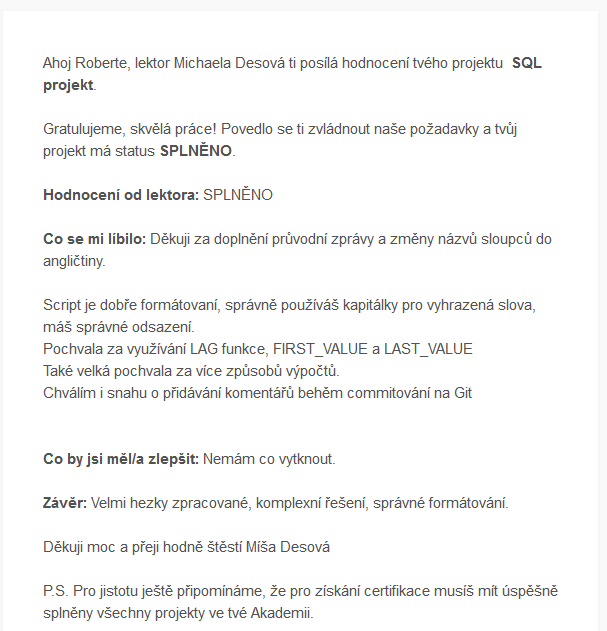 Ahoj Roberte, lektor Michaela Desová ti posílá hodnocení tvého projektu  SQL
projekt.
Gratulujeme, skvělá práce! Povedlo se ti zvládnout naše požadavky a tvůj
projekt má status SPLNĚNO.
Hodnocení od lektora: SPLNĚNO
Co se mi líbilo: Děkuji za doplnění průvodní zprávy a změny názvů sloupců do
angličtiny.
Script je dobře formátovaní, správně používáš kapitálky pro vyhrazená slova,
máš správné odsazení.
Pochvala za využívání LAG funkce, FIRST_VALUE a LAST_VALUE
Také velká pochvala za více způsobů výpočtů.
Chválím i snahu o přidávání komentářů behěm commitování na Git
Co by jsi měl/a zlepšit: Nemám co vytknout.
Závěr: Velmi hezky zpracované, komplexní řešení, správné formátování.
Děkuji moc a přeji hodně štěstí Míša Desová
P.S. Pro jistotu ještě připomínáme, že pro získání certifikace musíš mít úspěšně
splněny všechny projekty ve tvé Akademii.